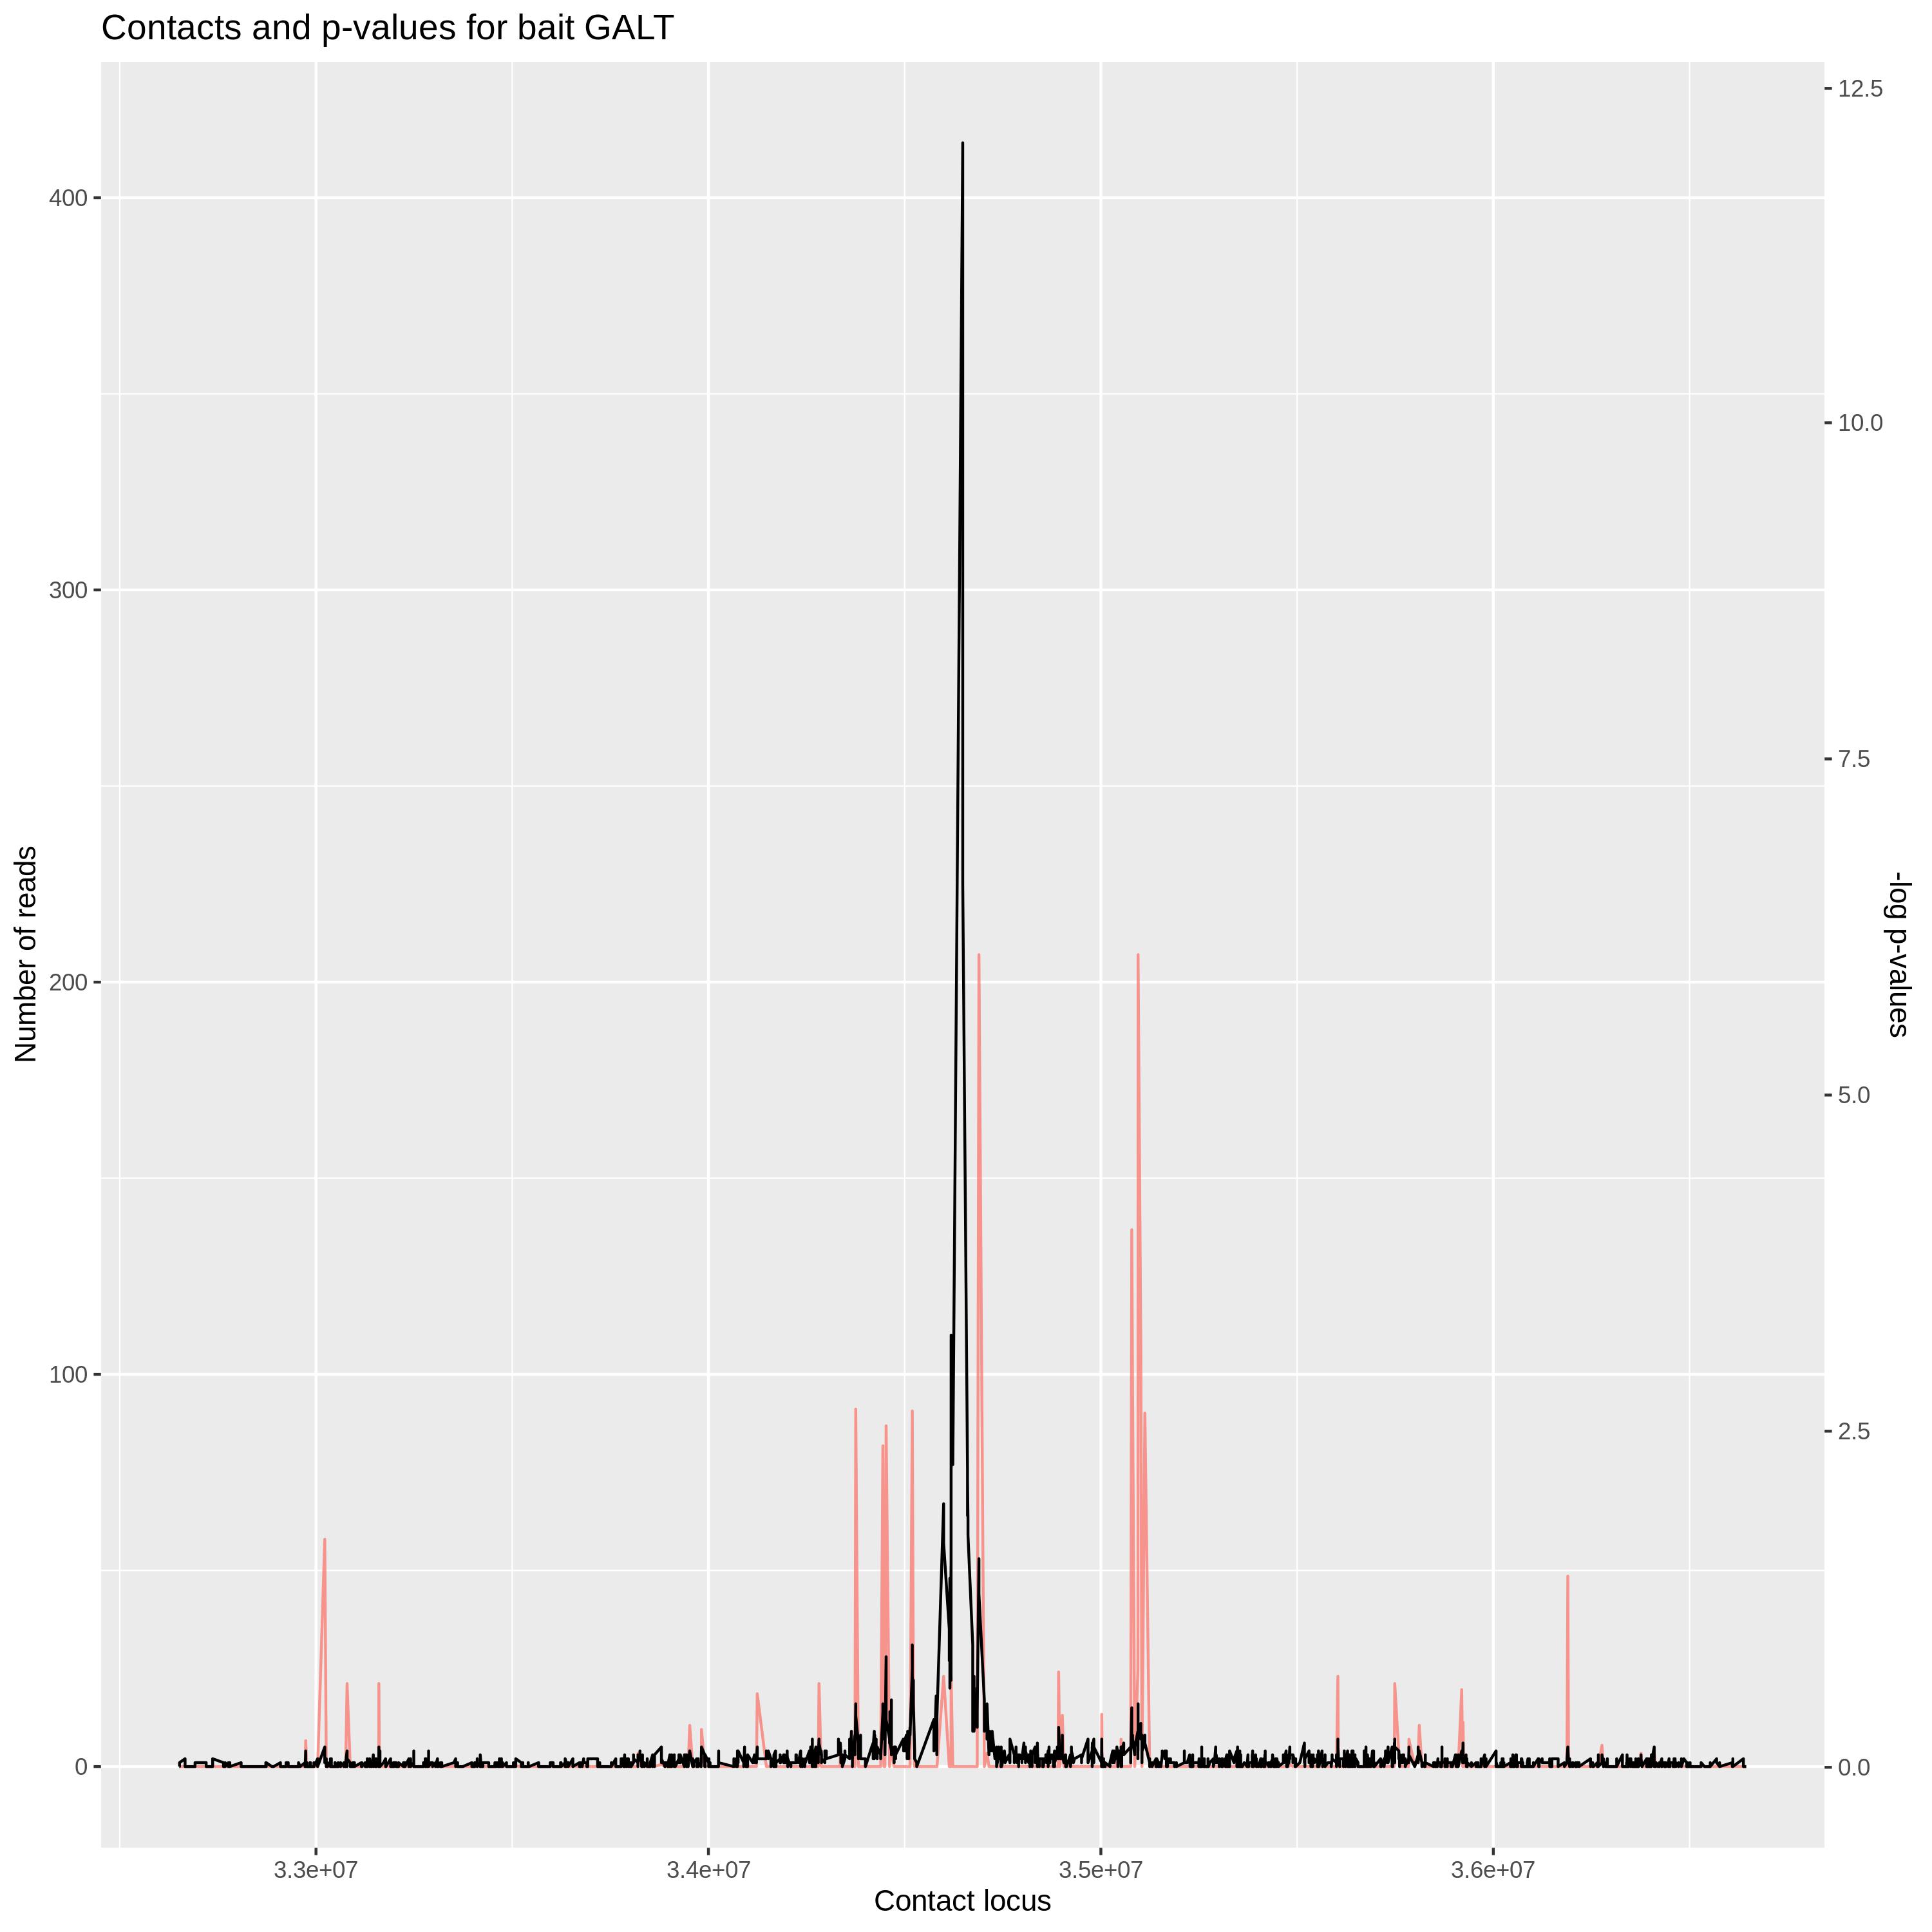 Contacts and p-values for bait GALT
12.5
400
10.0
300
7.5
Number of reads
-log p-values
200
5.0
100
2.5
0
0.0
3.3e+07
3.4e+07
3.5e+07
3.6e+07
Contact locus